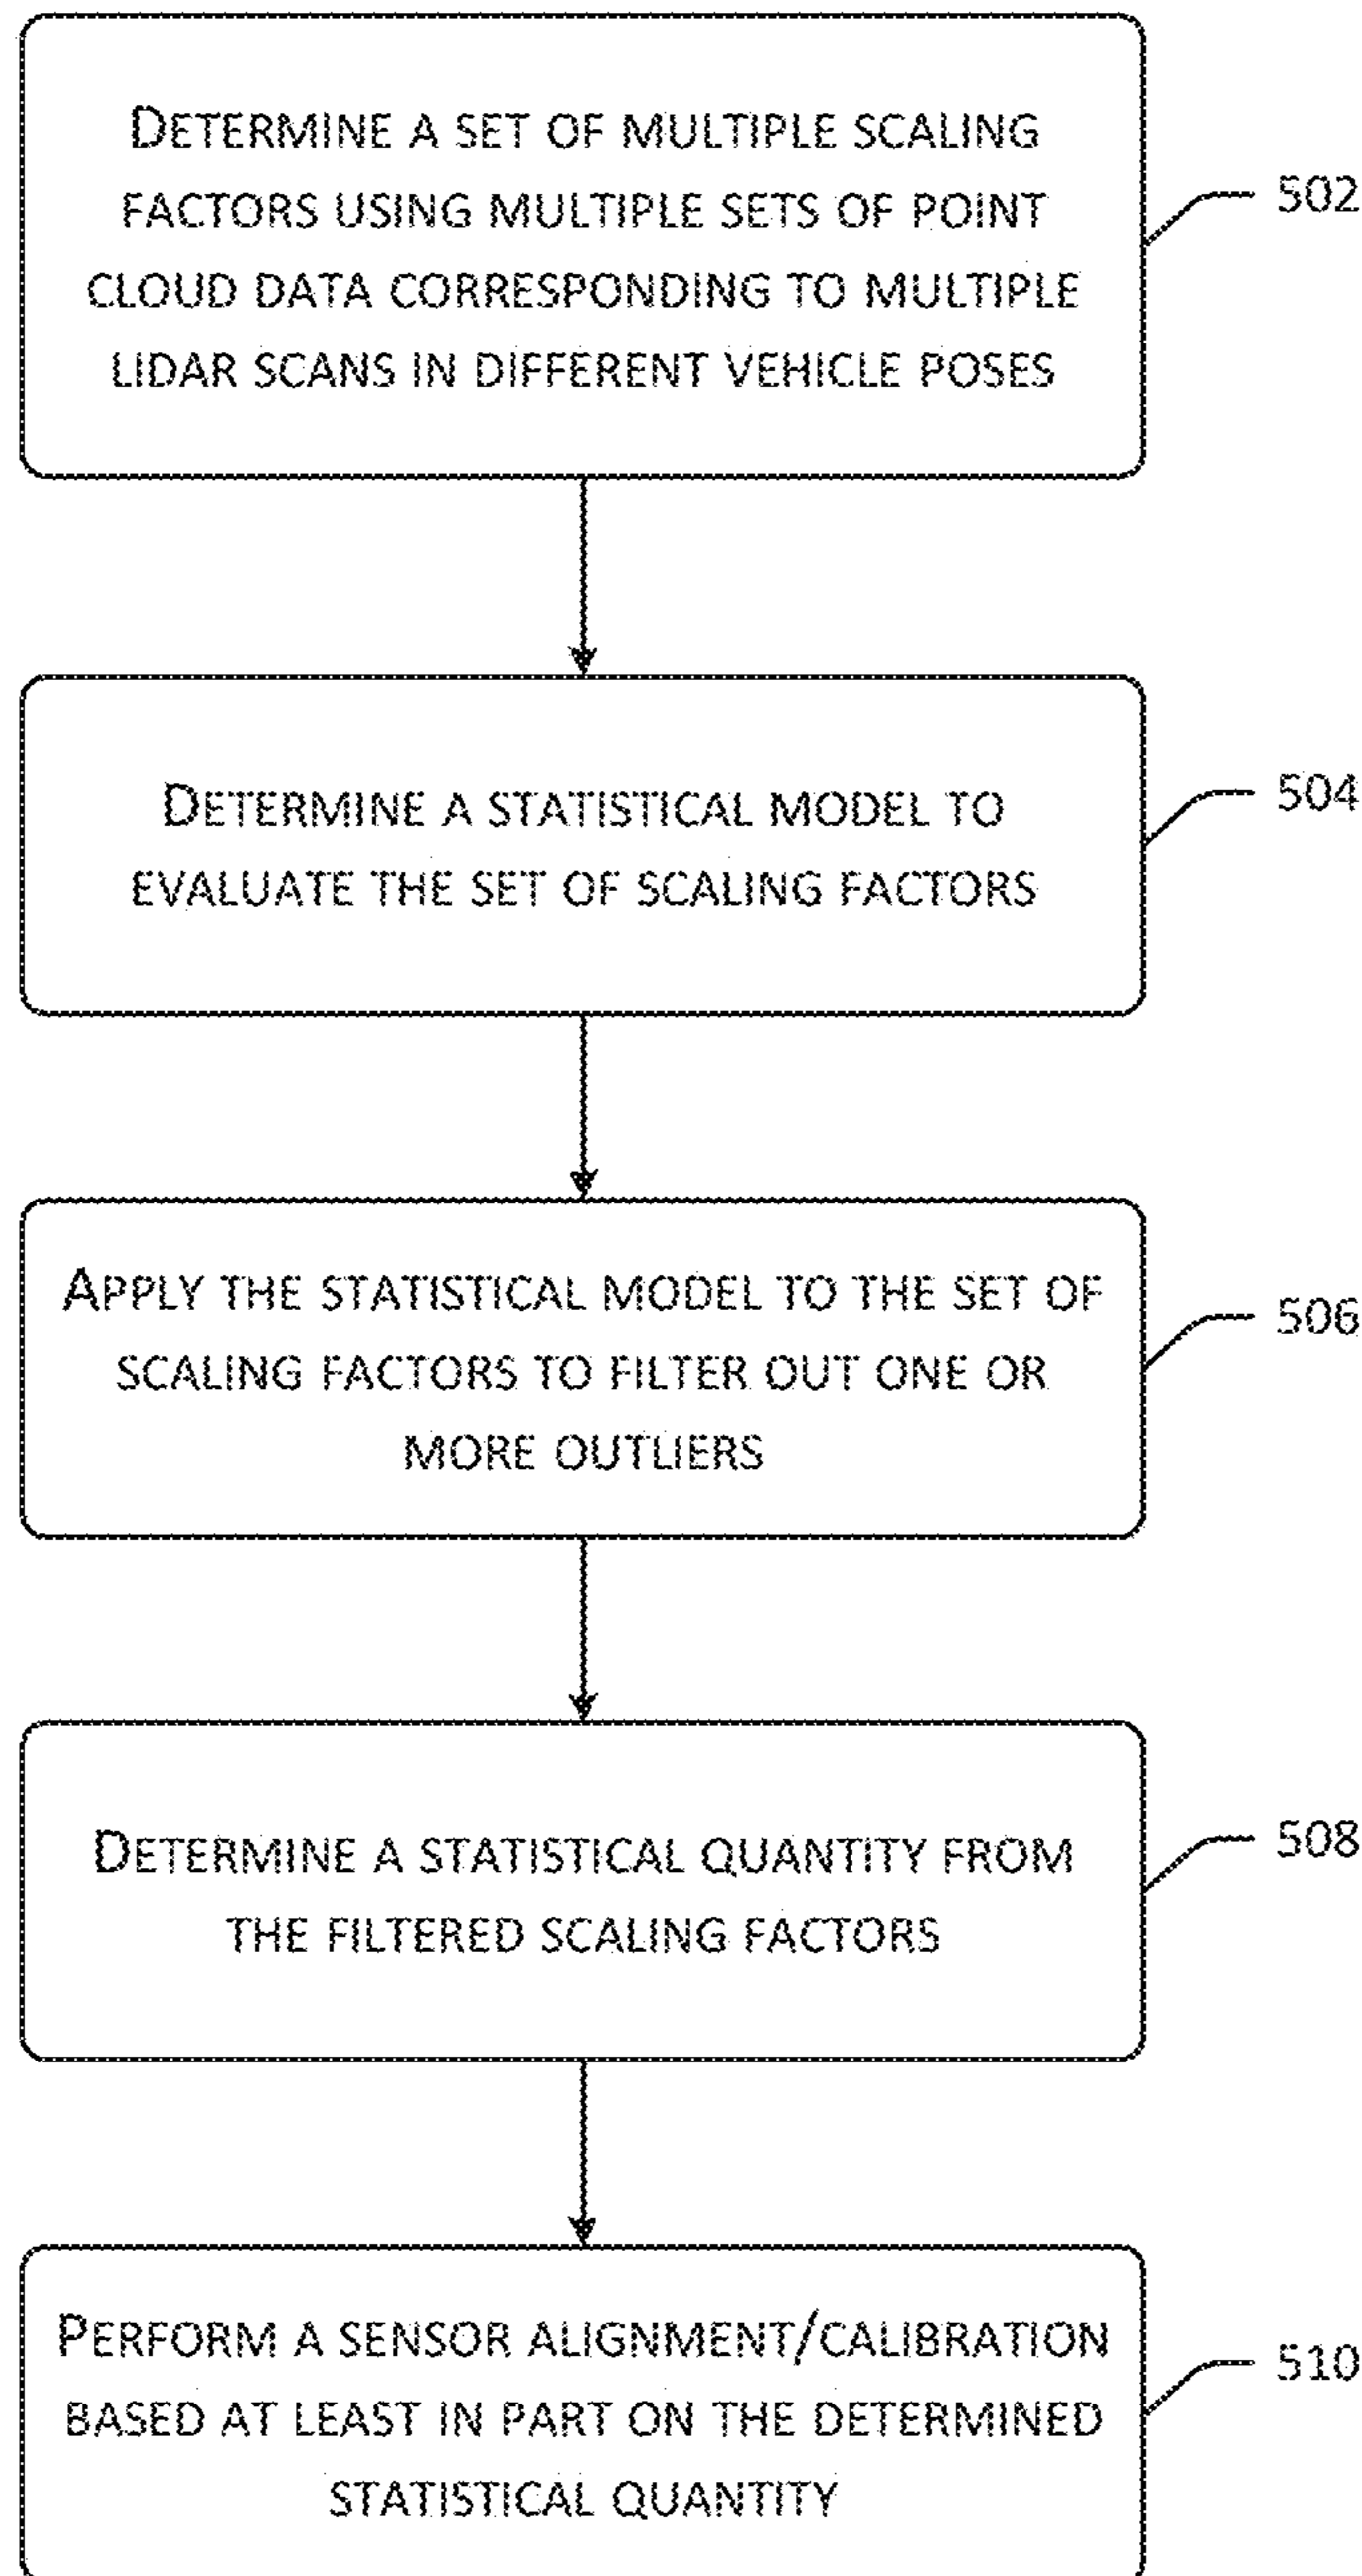 DETERMINE A SET OF MULTIPLE SCALING
FACTORS USING MULTIPLE SETS OF POINT
CLOUD DATA CORRESPONDING TO MULTIPLE
LIDAR SCANS IN DIFFERENT VEHICLE POSES
502
DETERMINE A STATISTICAL MODEL TO
EVALUATE THE SET OF SCALING FACTORS
504
APPLY THE STATISTICAL MODEL TO THE SET OF
SCALING FACTORS TO FILTER OUT ONE OR
MORE OUTLIERS
506
DETERMINE A STATISTICAL QUANTITY FROM
THE FILTERED SCALING FACTORS
508
PERFORM A SENSOR ALIGNMENT/CALIBRATION
BASED AT LEAST IN PART ON THE DETERMINED
STATISTICAL QUANTITY
510